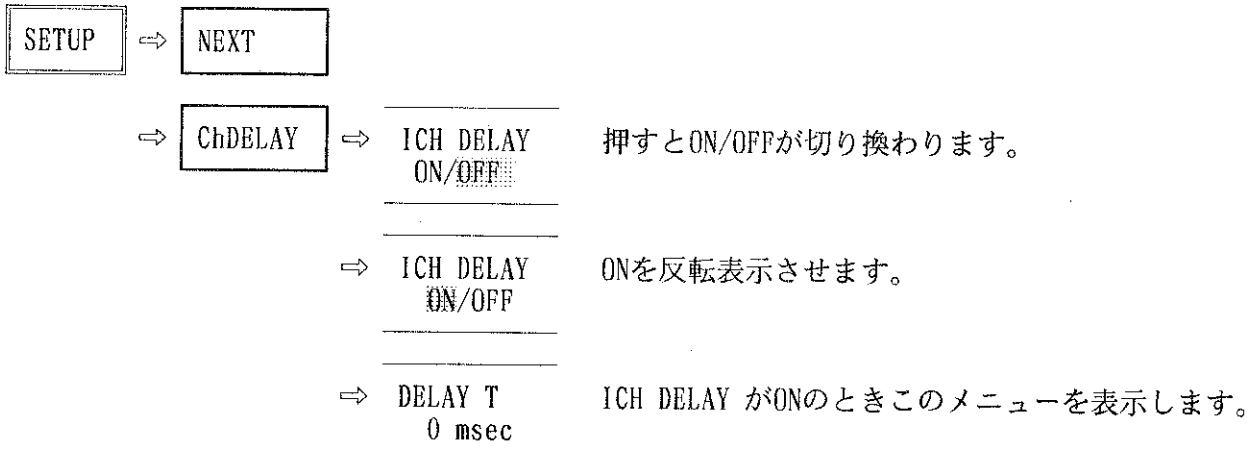 SETUP ⇨ NEXT
⇨ ChDELAY ⇨ ICH DELAY 押すとON/OFFが切り換わります。
ON/OFF
⇨ ICH DELAY ONを反転表示させます。
ON/OFF
⇨ DELAY T ICH DELAY がONのときこのメニューを表示します。
0 msec